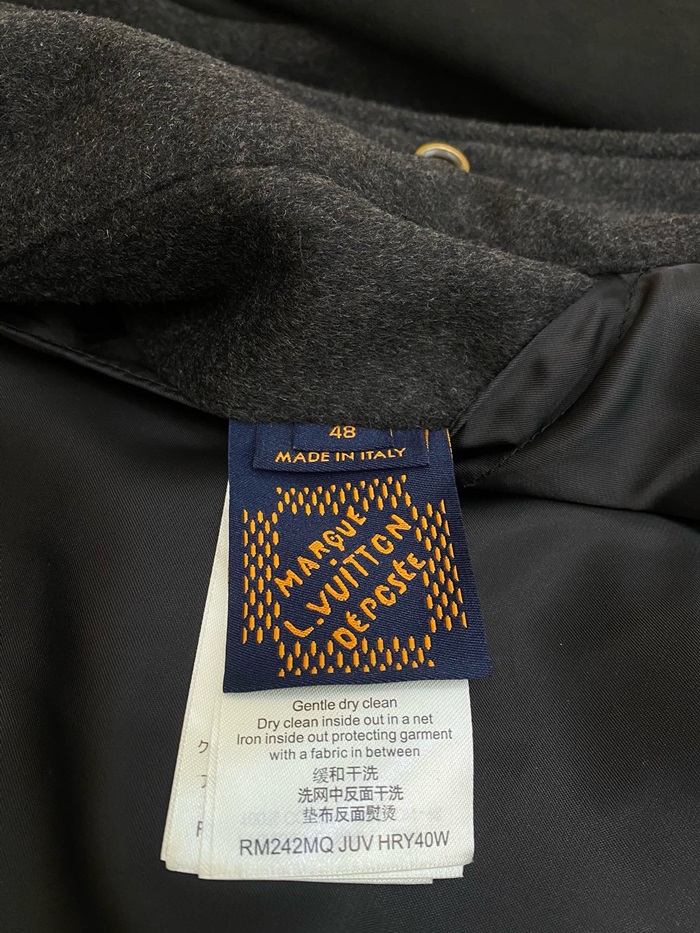 48
MADE IN ITALY
MARQUE
L.VUITTON
DÉPOSÉE
Gentle dry clean
Dry clean inside out in a net
Iron inside out protecting garment
with a fabric in between
缓和干洗
洗网中反面干洗
垫布反面熨烫
RM242MQ JUV HRY40W